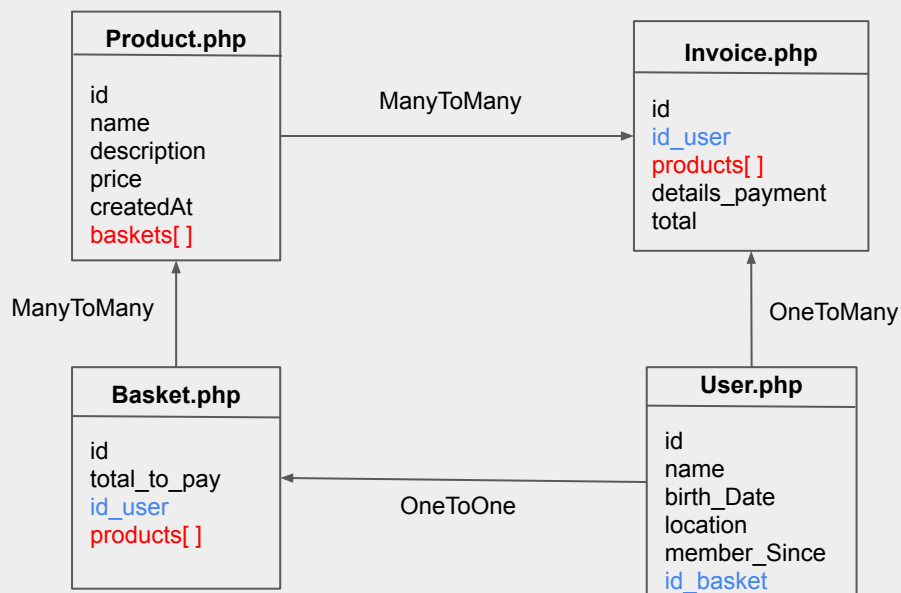 Product.php
id
name
description
price
createdAt
baskets[ ]
ManyToMany
Invoice.php
id
id_user
products[ ]
details_payment
total
ManyToMany
OneToMany
Basket.php
id
total_to_pay
id_user
products[ ]
OneToOne
User.php
id
name
birth_Date
location
member_Since
id_basket